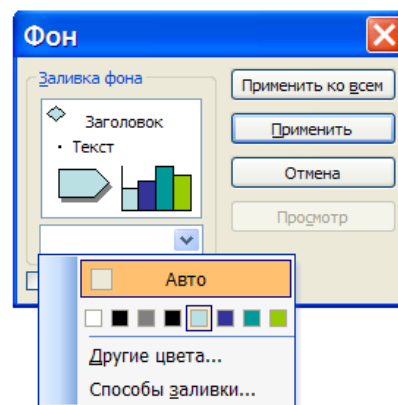 Фон
Заливка фона
Заголовок
· Текст
Применить ко всем
Применить
Отмена
Просмотр
Авто
Другие цвета...
Способы заливки...